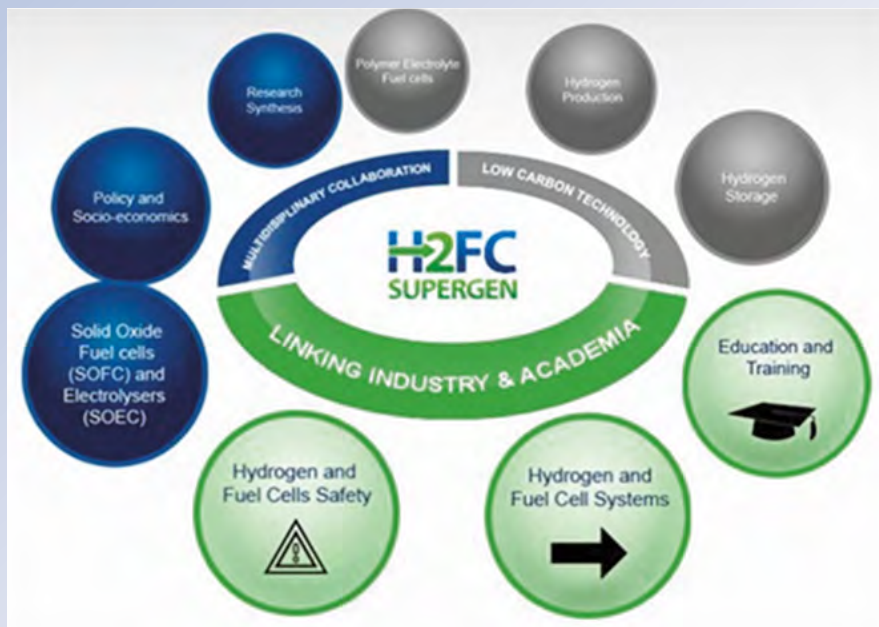 Polymer Electrolyte
Fuel cells
Research
Synthesis
Hydrogen
Production
Policy and
Socio-economics
Hydrogen
Storage
MULTIDISIPLINARY COLLABORATION
LOW CARBON TECHNOLOGY
H2FC
SUPERGEN
LINKING INDUSTRY & ACADEMIA
Solid Oxide
Fuel cells
(SOFC) and
Electrolysers
(SOEC)
Education and
Training
Hydrogen and
Fuel Cells Safety
Hydrogen and
Fuel Cell Systems